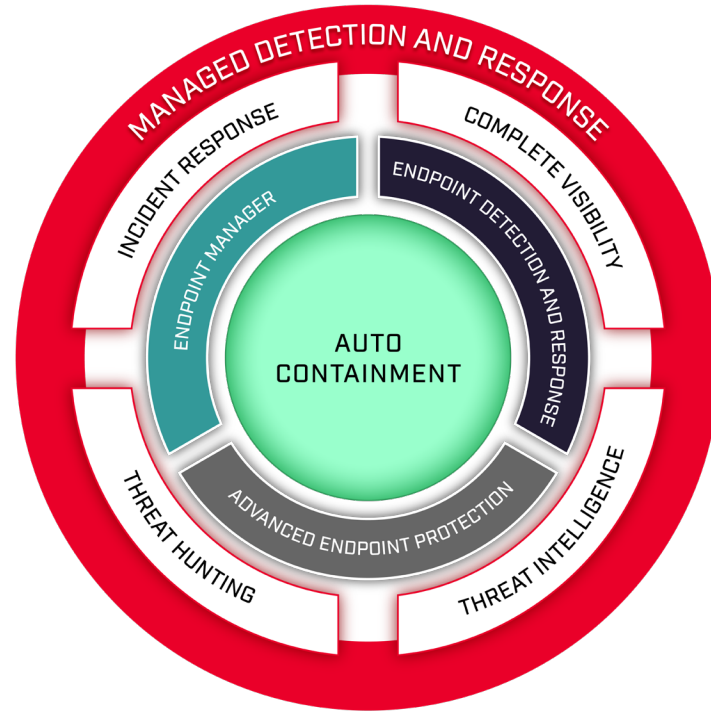 MANAGED DETECTION AND RESPONSE
INCIDENT RESPONSE
COMPLETE VISIBILITY
ENDPOINT MANAGER
ENDPOINT DETECTION AND RESPONSE
AUTO
CONTAINMENT
ADVANCED ENDPOINT PROTECTION
THREAT HUNTING
THREAT INTELLIGENCE